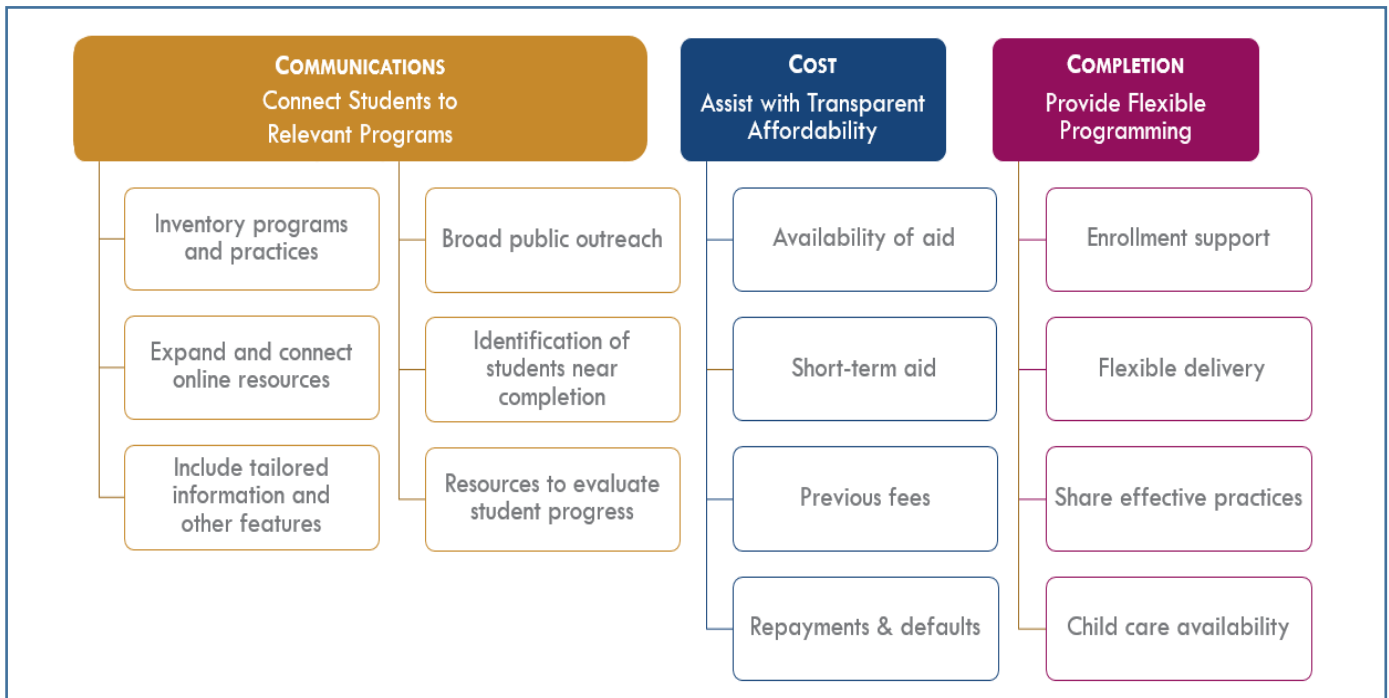 COMMUNICATIONS
Connect Students to
Relevant Programs
Inventory programs
and practices
Expand and connect
online resources
Include tailored
information and
other features
Broad public outreach
Identification of
students near
completion
Resources to evaluate
student progress
COST
Assist with Transparent
Affordability
Availability of aid
Short-term aid
Previous fees
Repayments & defaults
COMPLETION
Provide Flexible
Programming
Enrollment support
Flexible delivery
Share effective practices
Child care availability